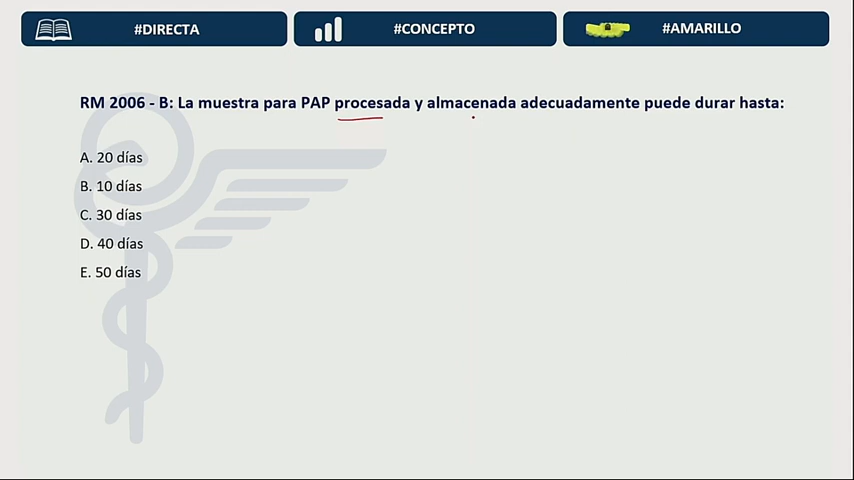 #DIRECTA
#CONCEPTO
#AMARILLO
RM 2006 - B: La muestra para PAP procesada y almacenada adecuadamente puede durar hasta:
A. 20 días
B. 10 días
C. 30 días
D. 40 días
E. 50 días